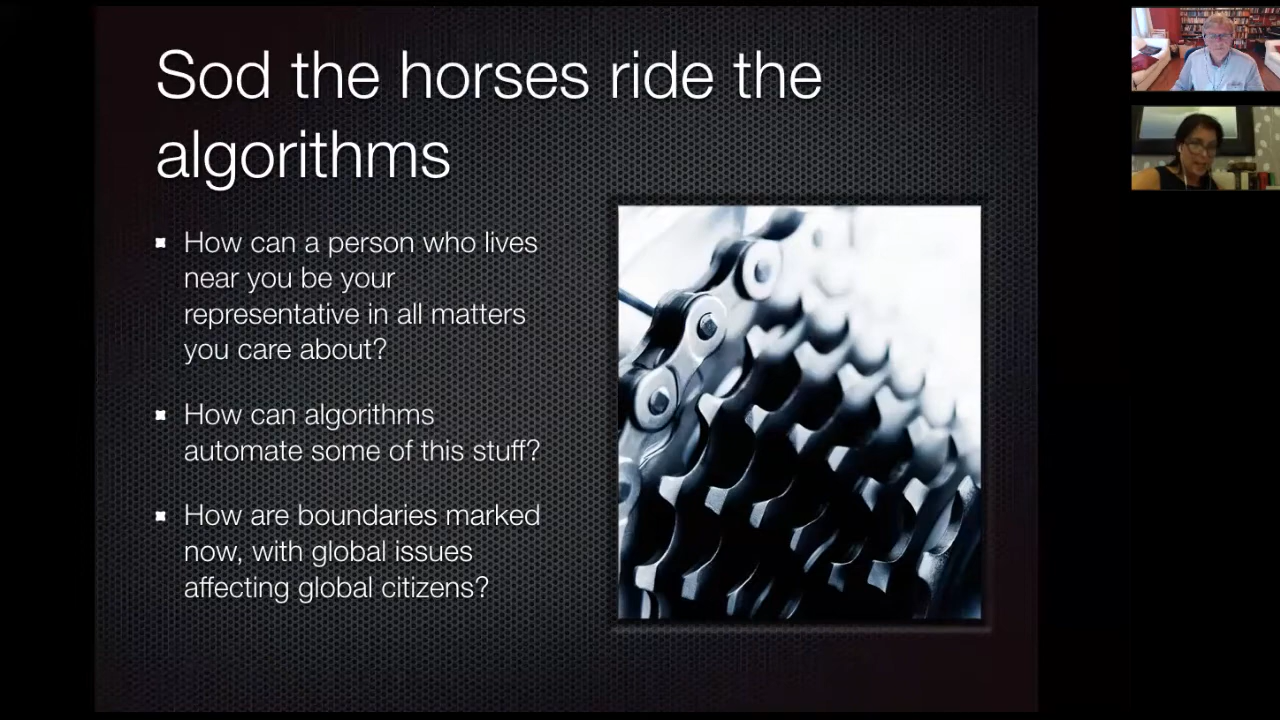 Sod the horses ride the
algorithms
How can a person who lives
near you be your
representative in all matters
you care about?
How can algorithms
automate some of this stuff?
How are boundaries marked
now, with global issues
affecting global citizens?